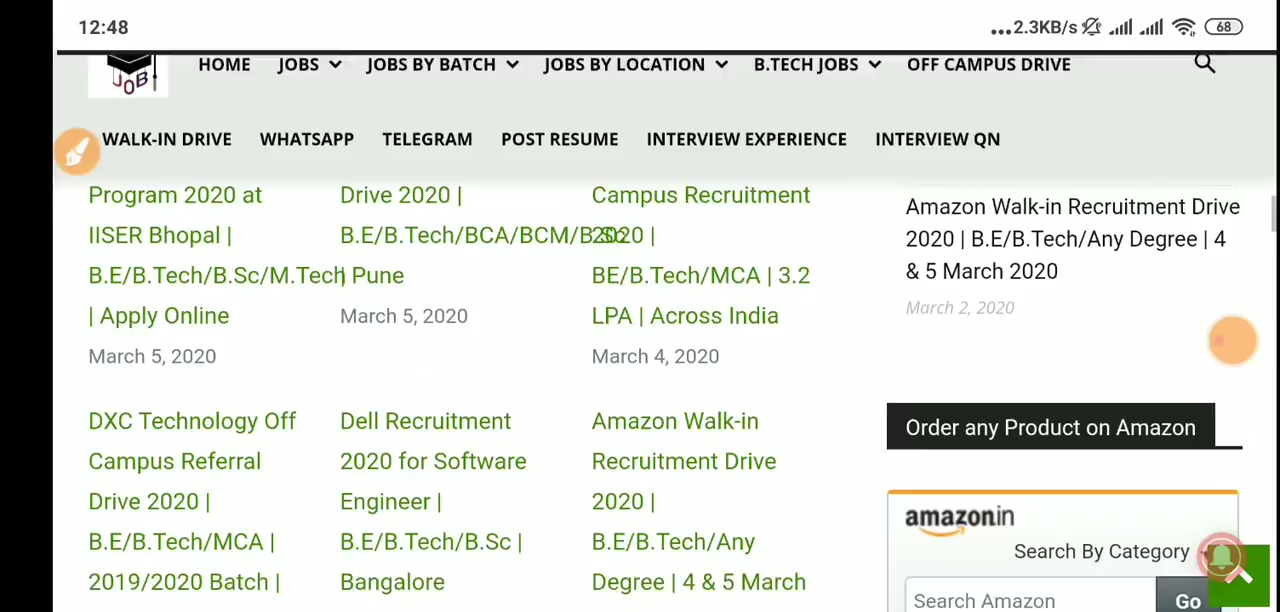 12:48
...2.3KB/s
68
JOB
HOME JOBS JOBS BY BATCH JOBS BY LOCATION B.TECH JOBS OFF CAMPUS DRIVE
WALK-IN DRIVE WHATSAPP TELEGRAM POST RESUME INTERVIEW EXPERIENCE INTERVIEW QN
Program 2020 at
IISER Bhopal |
B.E/B.Tech/B.Sc/M.Tech
| Apply Online
March 5, 2020
Drive 2020 |
B.E/B.Tech/BCA/BCM/B.Sc
| Pune
March 5, 2020
Campus Recruitment
2020 |
BE/B.Tech/MCA | 3.2
LPA | Across India
March 4, 2020
DXC Technology Off
Campus Referral
Drive 2020 |
B.E/B.Tech/MCA |
2019/2020 Batch |
Dell Recruitment
2020 for Software
Engineer |
B.E/B.Tech/B.Sc |
Bangalore
Amazon Walk-in
Recruitment Drive
2020 |
B.E/B.Tech/Any
Degree | 4 & 5 March
Amazon Walk-in Recruitment Drive
2020 | B.E/B.Tech/Any Degree | 4
& 5 March 2020
March 2, 2020
Order any Product on Amazon
amazon.in
Search By Category
Search Amazon
Go